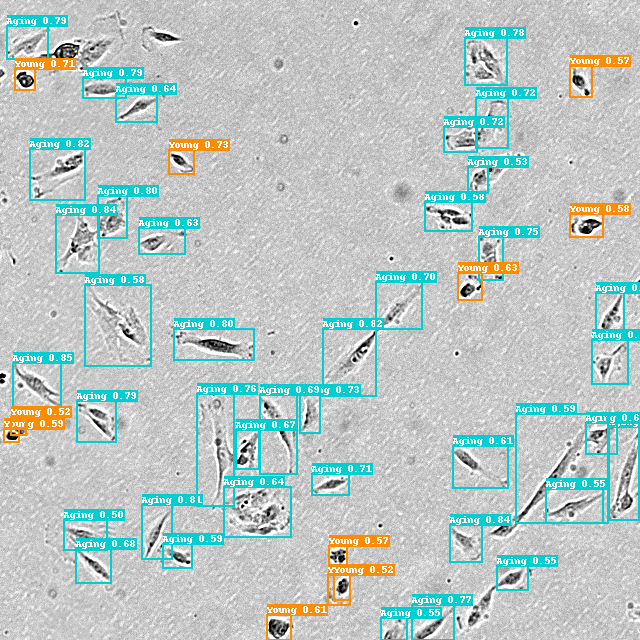 Aging 0.79
Aging 0.78
Young 0.71
Young 0.57
Aging 0.79
Aging 0.64
Aging 0.72
Aging 0.72
Aging 0.82
Young 0.73
Aging 0.53
Aging 0.80
Aging 0.58
Aging 0.84
Young 0.58
Aging 0.63
Aging 0.75
Young 0.63
Aging 0.58
Aging 0.70
Aging
Aging 0.80
Aging 0.82
Aging
Aging 0.85
Aging 0.76
Aging 0.69
0.73
Aging 0.79
Young 0.52
Young 0.59
Aging 0.59
Aging
Aging 0.67
Aging 0.61
Aging 0.71
Aging 0.64
Aging 0.55
Aging 0.81
Aging 0.50
Aging 0.84
Aging 0.59
Aging 0.68
Young 0.57
Aging 0.55
Young 0.52
Aging 0.77
Young 0.61
Aging 0.55